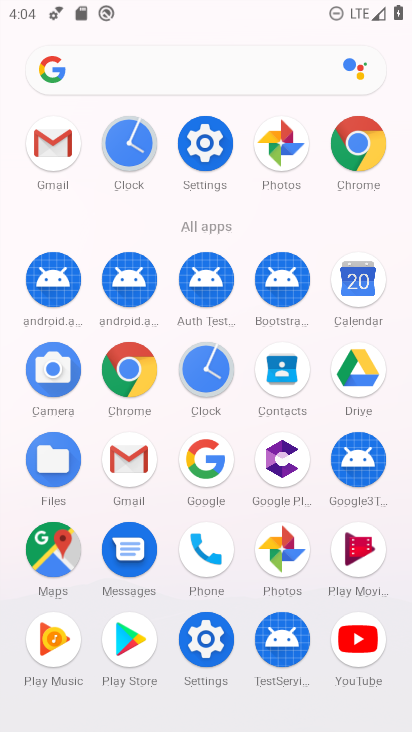 4:04 LTE
Gmail Clock Settings Photos Chrome
All apps
android.a... android.a... Auth Test... Bootstra... Calendar
20
Camera Chrome Clock Contacts Drive
Files Gmail Google Google Pl... Google3T...
Maps Messages Phone Photos Play Movi...
Play Music Play Store Settings TestServi... YouTube